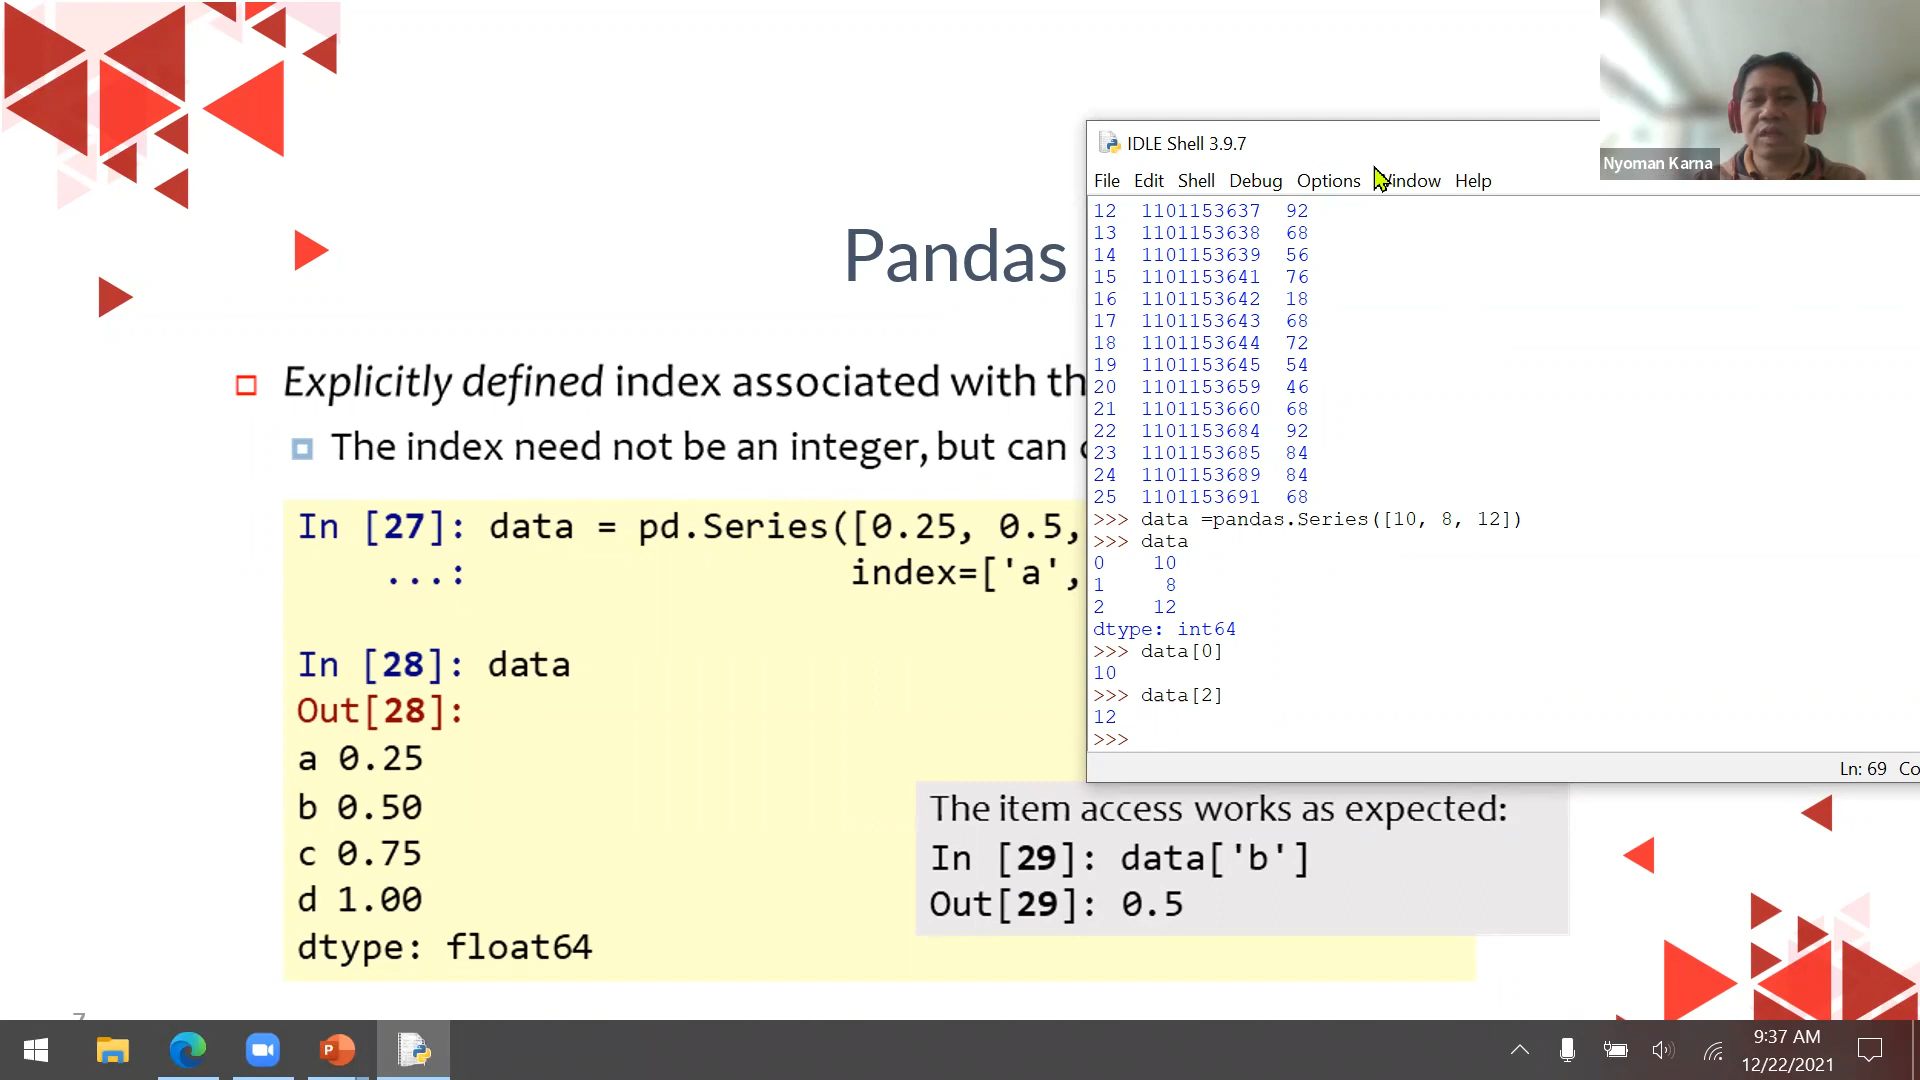 Pandas
Explicitly defined index associated with th
The index need not be an integer, but can
In [27]: data = pd.Series([0.25, 0.5,
...: index=['a',
In [28]: data
Out[28]:
a 0.25
b 0.50
c 0.75
d 1.00
dtype: float64
The item access works as expected:
In [29]: data['b']
Out[29]: 0.5
IDLE Shell 3.9.7
File Edit Shell Debug Options Window Help
12 1101153637 92
13 1101153638 68
14 1101153639 56
15 1101153641 76
16 1101153642 18
17 1101153643 68
18 1101153644 72
19 1101153645 54
20 1101153659 46
21 1101153660 68
22 1101153684 92
23 1101153685 84
24 1101153689 84
25 1101153691 68
>>> data =pandas.Series([10, 8, 12])
>>> data
0 10
1 8
2 12
dtype: int64
>>> data[0]
10
>>> data[2]
12
>>>
Ln: 69 Co
Nyoman Karna
9:37 AM
12/22/2021